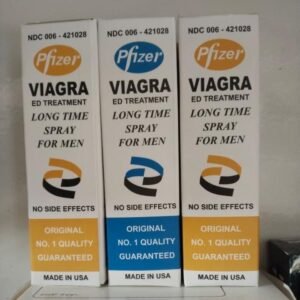 NDC 006 - 421028
Pfizer
VIAGRA
ED TREATMENT
LONG TIME
SPRAY
FOR MEN
NO SIDE EFFECTS
ORIGINAL
NO. 1 QUALITY
GUARANTEED
MADE IN USA
NDC 006 - 421028
Pfizer
VIAGRA
ED TREATMENT
LONG TIME
SPRAY
FOR MEN
NO SIDE EFFECTS
ORIGINAL
NO. 1 QUALITY
GUARANTEED
MADE IN USA
NDC 006 - 421028
Pfizer
VIAGRA
ED TREATMENT
LONG TIME
SPRAY
FOR MEN
NO SIDE EFFECTS
ORIGINAL
NO. 1 QUALITY
GUARANTEED
MADE IN USA